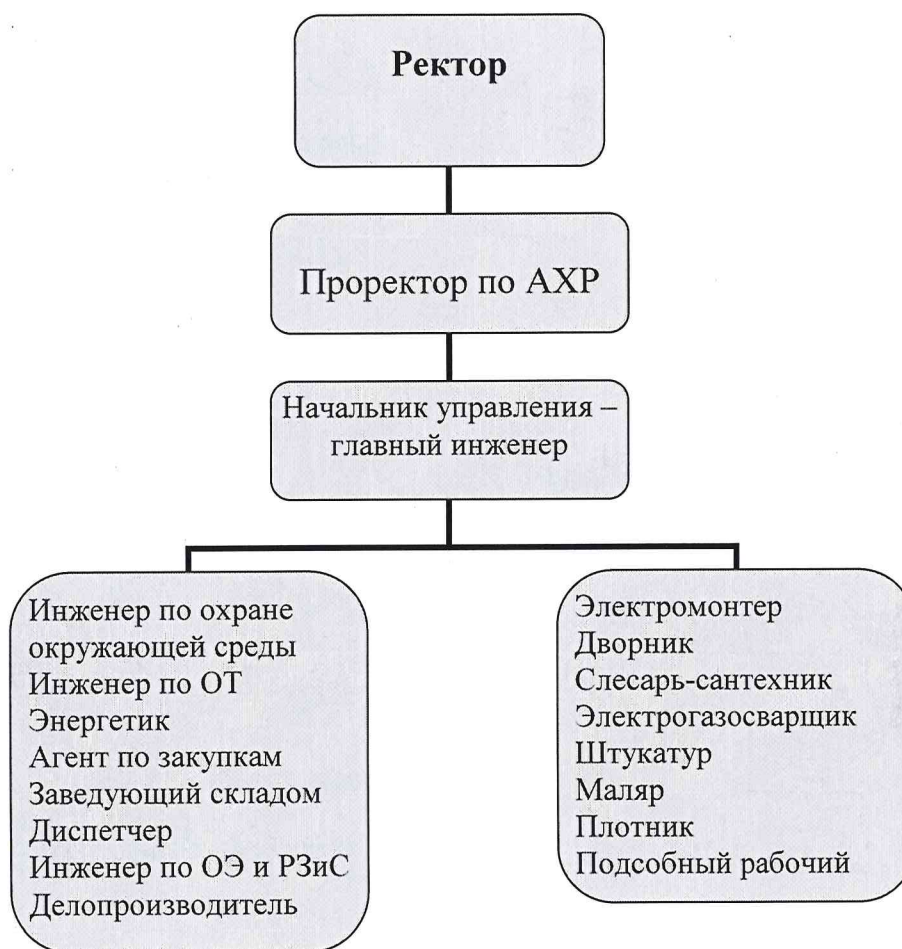 Ректор
Проректор по АХР
Начальник управления –
главный инженер
Инженер по охране
окружающей среды
Инженер по ОТ
Энергетик
Агент по закупкам
Заведующий складом
Диспетчер
Инженер по ОЭ и РЗиС
Делопроизводитель
Электромонтер
Дворник
Слесарь-сантехник
Электрогазосварщик
Штукатур
Маляр
Плотник
Подсобный рабочий